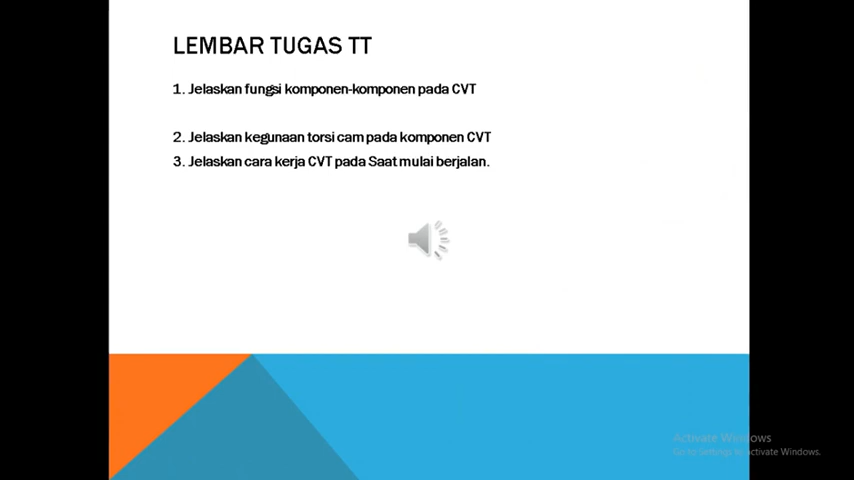 LEMBAR TUGAS TT
1. Jelaskan fungsi komponen-komponen pada CVT
2. Jelaskan kegunaan torsi cam pada komponen CVT
3. Jelaskan cara kerja CVT pada Saat mulai berjalan.
Activate Windows
Go to Settings to activate Windows.